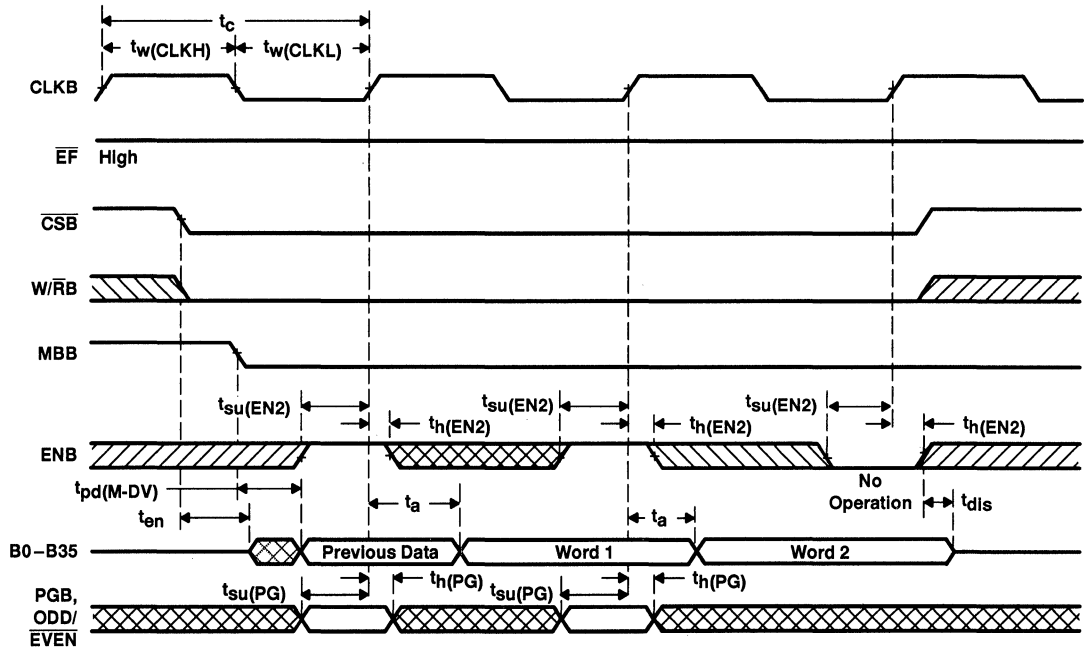 tc
tw(CLKH)
tw(CLKL)
CLKB
EF High
CSB
W/RB
MBB
tsu(EN2)
tsu(EN2)
tsu(EN2)
th(EN2)
th(EN2)
th(EN2)
ENB
No
Operation
tpd(M-DV)
ta
tdis
ten
ta
B0–B35
Previous Data
Word 1
Word 2
PGB,
ODD/
EVEN
tsu(PG)
th(PG)
tsu(PG)
th(PG)